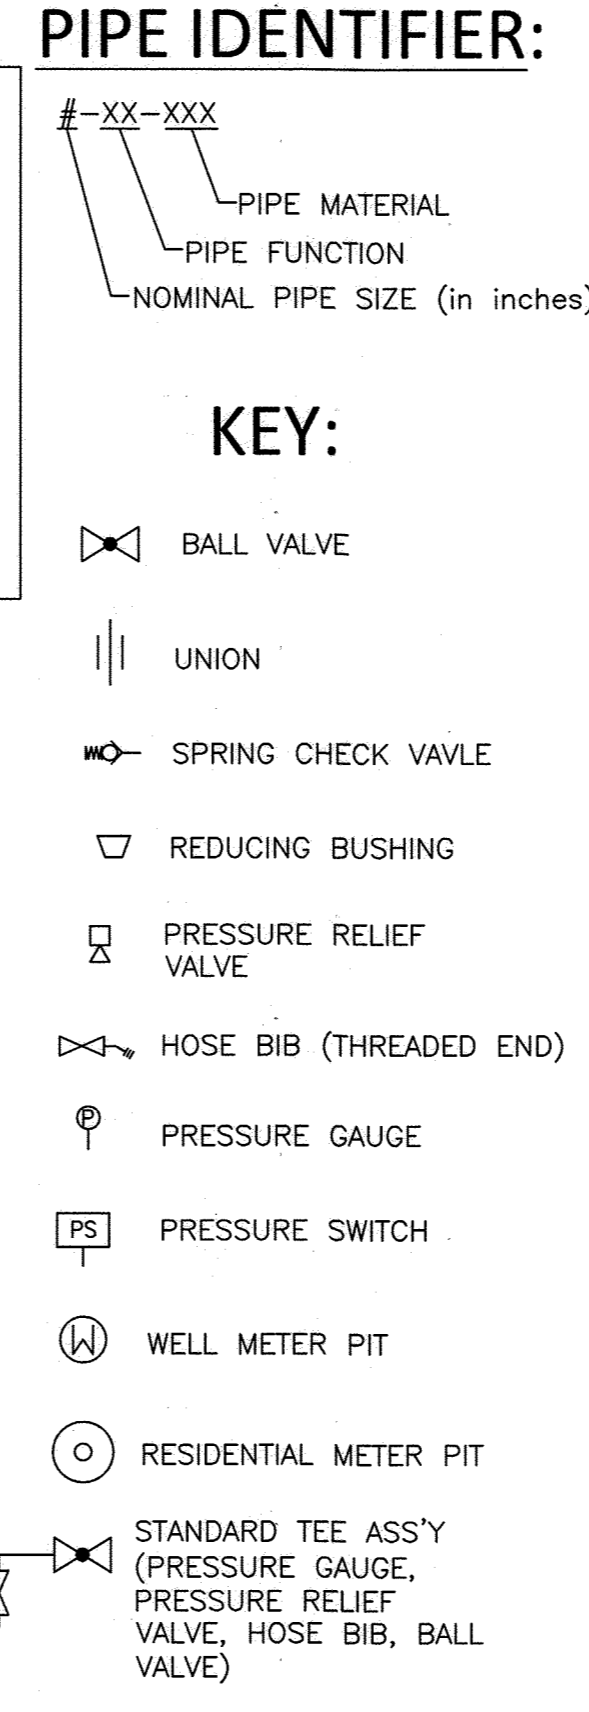 PIPE IDENTIFIER:
#-XX-XXX
PIPE MATERIAL
PIPE FUNCTION
NOMINAL PIPE SIZE (in inches)
KEY:
BALL VALVE
UNION
SPRING CHECK VAVLE
REDUCING BUSHING
PRESSURE RELIEF
VALVE
HOSE BIB (THREADED END)
P
PRESSURE GAUGE
PS
PRESSURE SWITCH
W
WELL METER PIT
RESIDENTIAL METER PIT
STANDARD TEE ASS'Y
(PRESSURE GAUGE,
PRESSURE RELIEF
VALVE, HOSE BIB, BALL
VALVE)